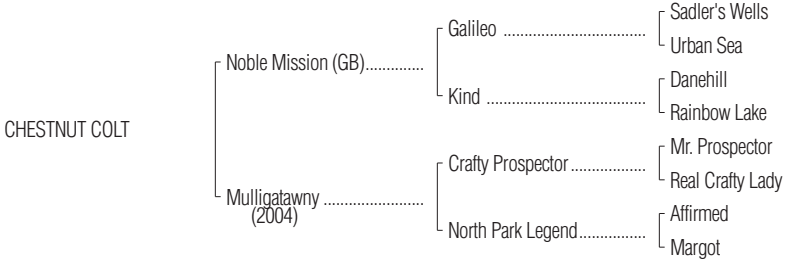 Sadler's Wells
Galileo ................................
Urban Sea
Noble Mission (GB)..............
Danehill
Kind ....................................
Rainbow Lake
CHESTNUT COLT
Mr. Prospector
Crafty Prospector.................
Real Crafty Lady
Mulligatawny .......................
(2004)
Affirmed
North Park Legend...............
Margot